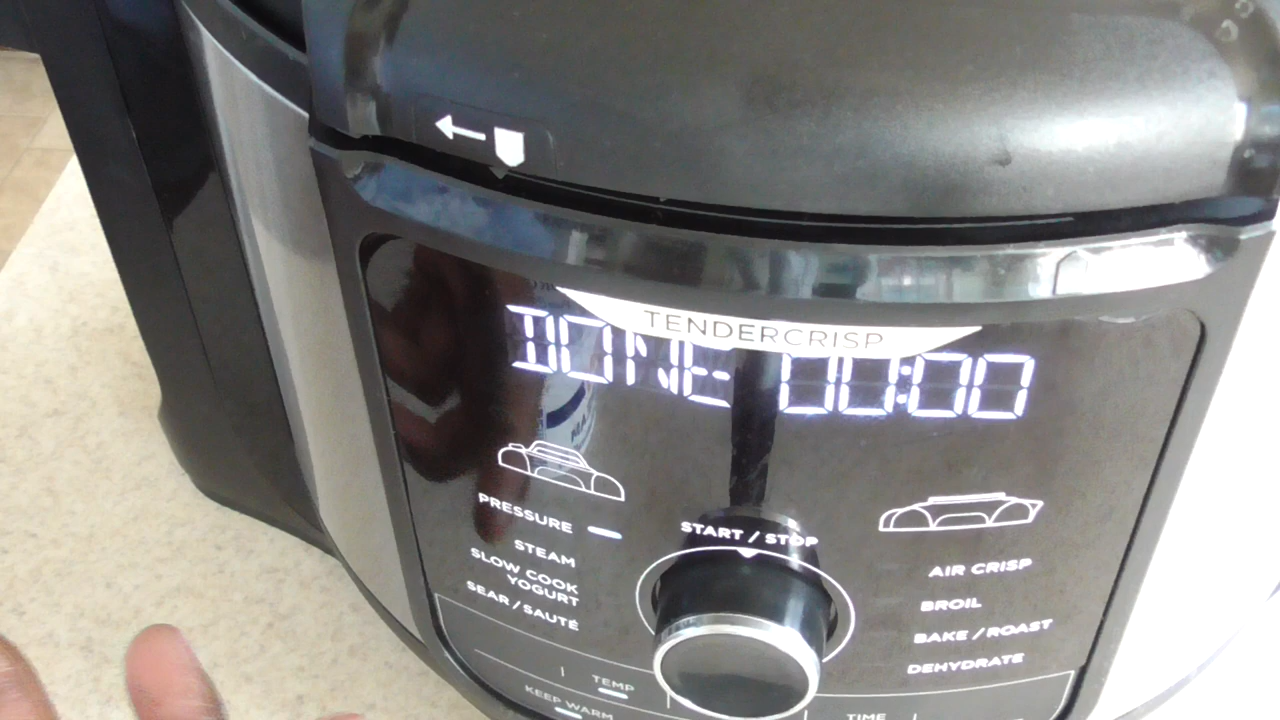 TENDERCRISP
DONE 00:00
PRESSURE
STEAM
SLOW COOK
YOGURT
SEAR / SAUTÉ
START / STOP
AIR CRISP
BROIL
BAKE / ROAST
DEHYDRATE
TEMP
KEEP WARM
TIME